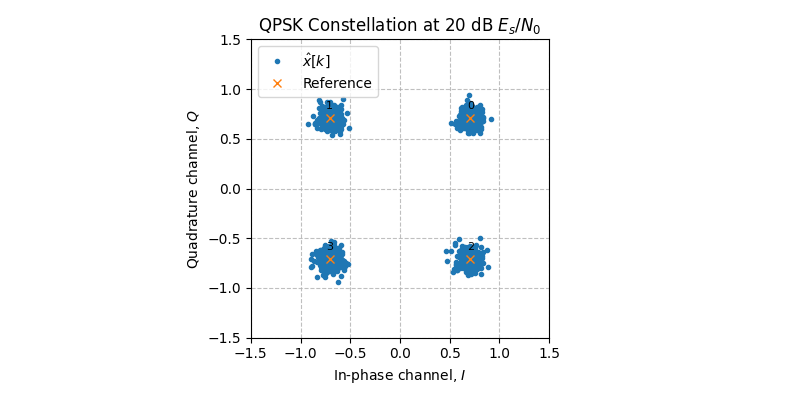 QPSK Constellation at 20 dB $E_s/N_0$
1.5
1.0
0.5
0.0
−0.5
−1.0
−1.5
Quadrature channel, Q
x̂[k]
Reference
1
0
3
2
−1.5 −1.0 −0.5 0.0 0.5 1.0 1.5
In-phase channel, I